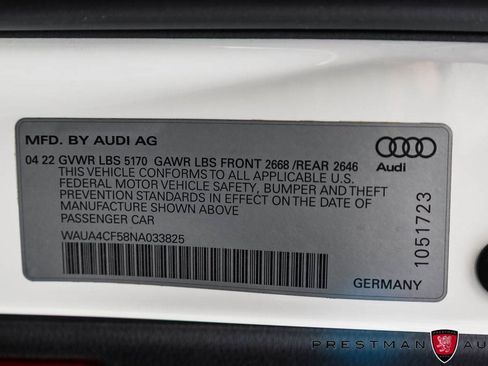 MFD. BY AUDI AG
04 22 GVWR LBS 5170 GAWR LBS FRONT 2668 /REAR 2646
THIS VEHICLE CONFORMS TO ALL APPLICABLE U.S.
FEDERAL MOTOR VEHICLE SAFETY, BUMPER AND THEFT
PREVENTION STANDARDS IN EFFECT ON THE DATE OF
MANUFACTURE SHOWN ABOVE
PASSENGER CAR
WAUA4CF58NA033825
Audi
1051723
GERMANY
PRESTMAN AU